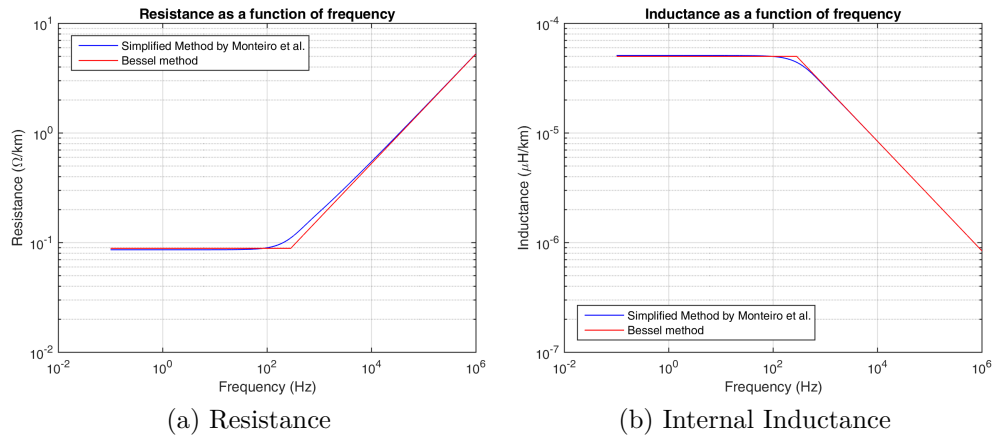 Resistance as a function of frequency
Simplified Method by Monteiro et al.
Bessel method
10^1
10^0
10^-1
10^-2
Resistance (Ω/km)
10^-2
10^0
10^2
10^4
10^6
Frequency (Hz)
(a) Resistance
Inductance as a function of frequency
10^-4
10^-5
10^-6
10^-7
Inductance (μH/km)
Simplified Method by Monteiro et al.
Bessel method
10^-2
10^0
10^2
10^4
10^6
Frequency (Hz)
(b) Internal Inductance